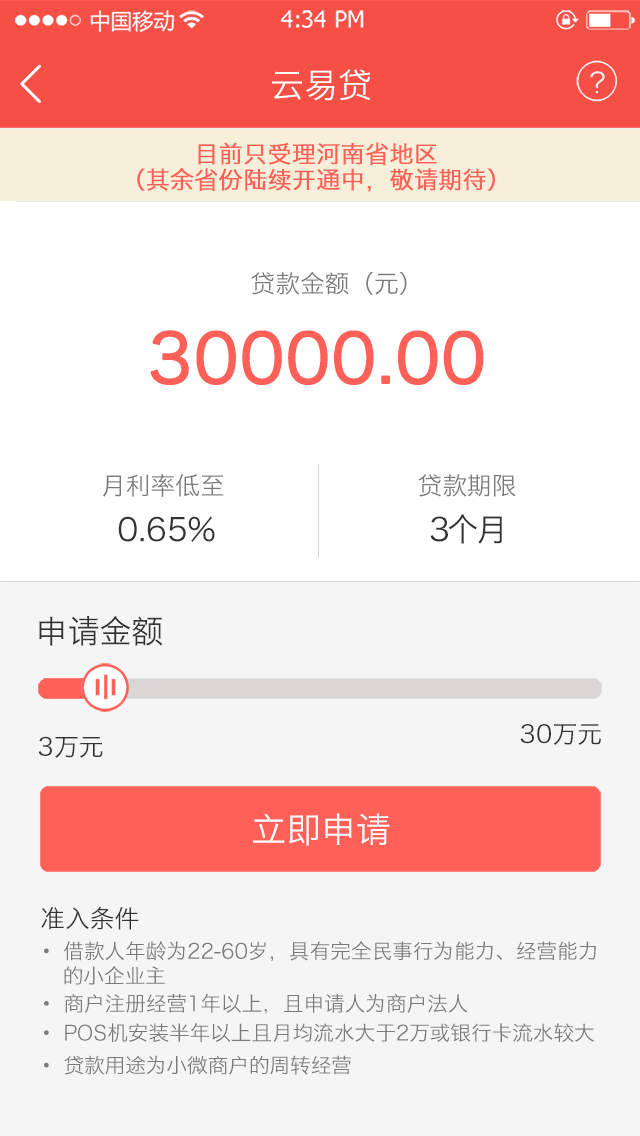 中国移动 4:34 PM
云易贷
?
目前只受理河南省地区
（其余省份陆续开通中，敬请期待）
贷款金额（元）
30000.00
月利率低至 贷款期限
0.65% 3个月
申请金额
3万元 30万元
立即申请
准入条件
· 借款人年龄为22-60岁，具有完全民事行为能力、经营能力
的小企业主
· 商户注册经营1年以上，且申请人为商户法人
· POS机安装半年以上且月均流水大于2万或银行卡流水较大
· 贷款用途为小微商户的周转经营